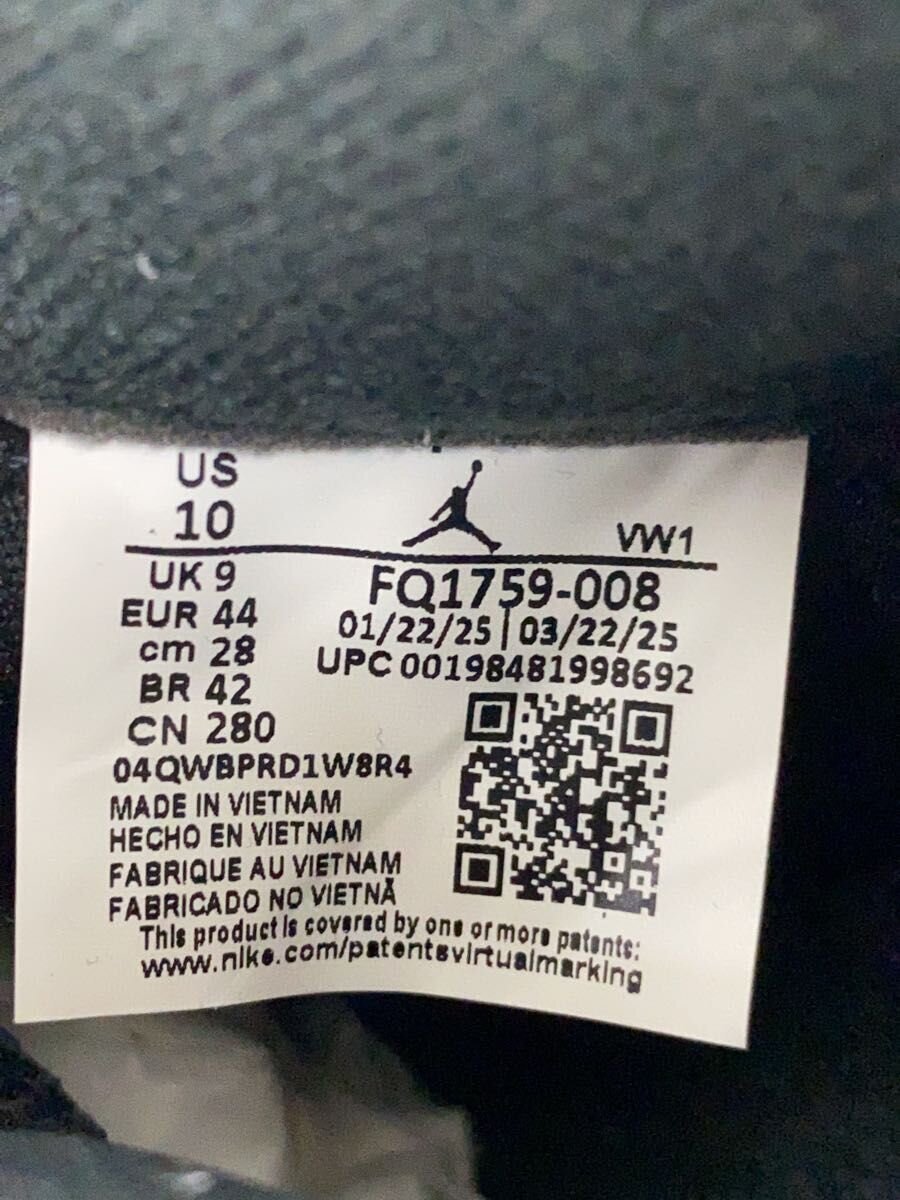 US
10
VW1
UK 9
FQ1759-008
EUR 44
01/22/25 | 03/22/25
cm 28
UPC 00198481998692
BR 42
CN 280
04QWBPRD1W8R4
MADE IN VIETNAM
HECHO EN VIETNAM
FABRIQUE AU VIETNAM
FABRICADO NO VIETNÃ
This product is covered by one or more patents:
www.nike.com/patentsvirtualmarking